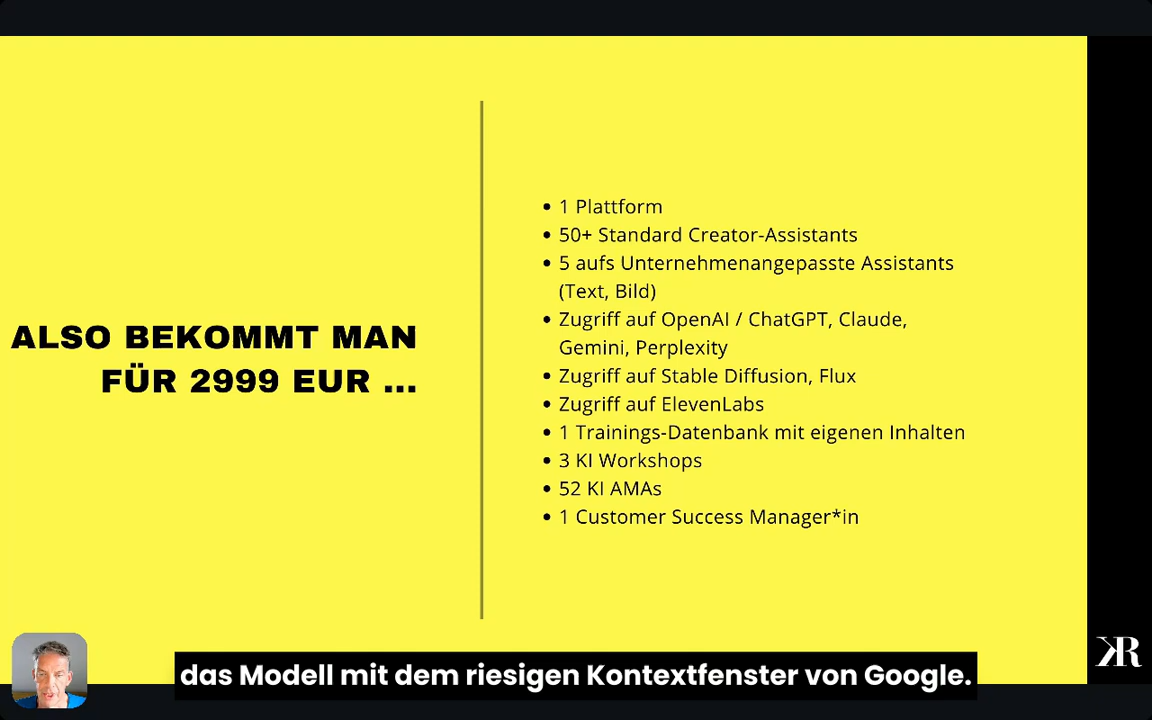 ALSO BEKOMMT MAN
FÜR 2999 EUR ...
• 1 Plattform
• 50+ Standard Creator-Assistants
• 5 aufs Unternehmenangepasste Assistants
(Text, Bild)
• Zugriff auf OpenAI / ChatGPT, Claude,
Gemini, Perplexity
• Zugriff auf Stable Diffusion, Flux
• Zugriff auf ElevenLabs
• 1 Trainings-Datenbank mit eigenen Inhalten
• 3 KI Workshops
• 52 KI AMAs
• 1 Customer Success Manager*in
KR
das Modell mit dem riesigen Kontextfenster von Google.